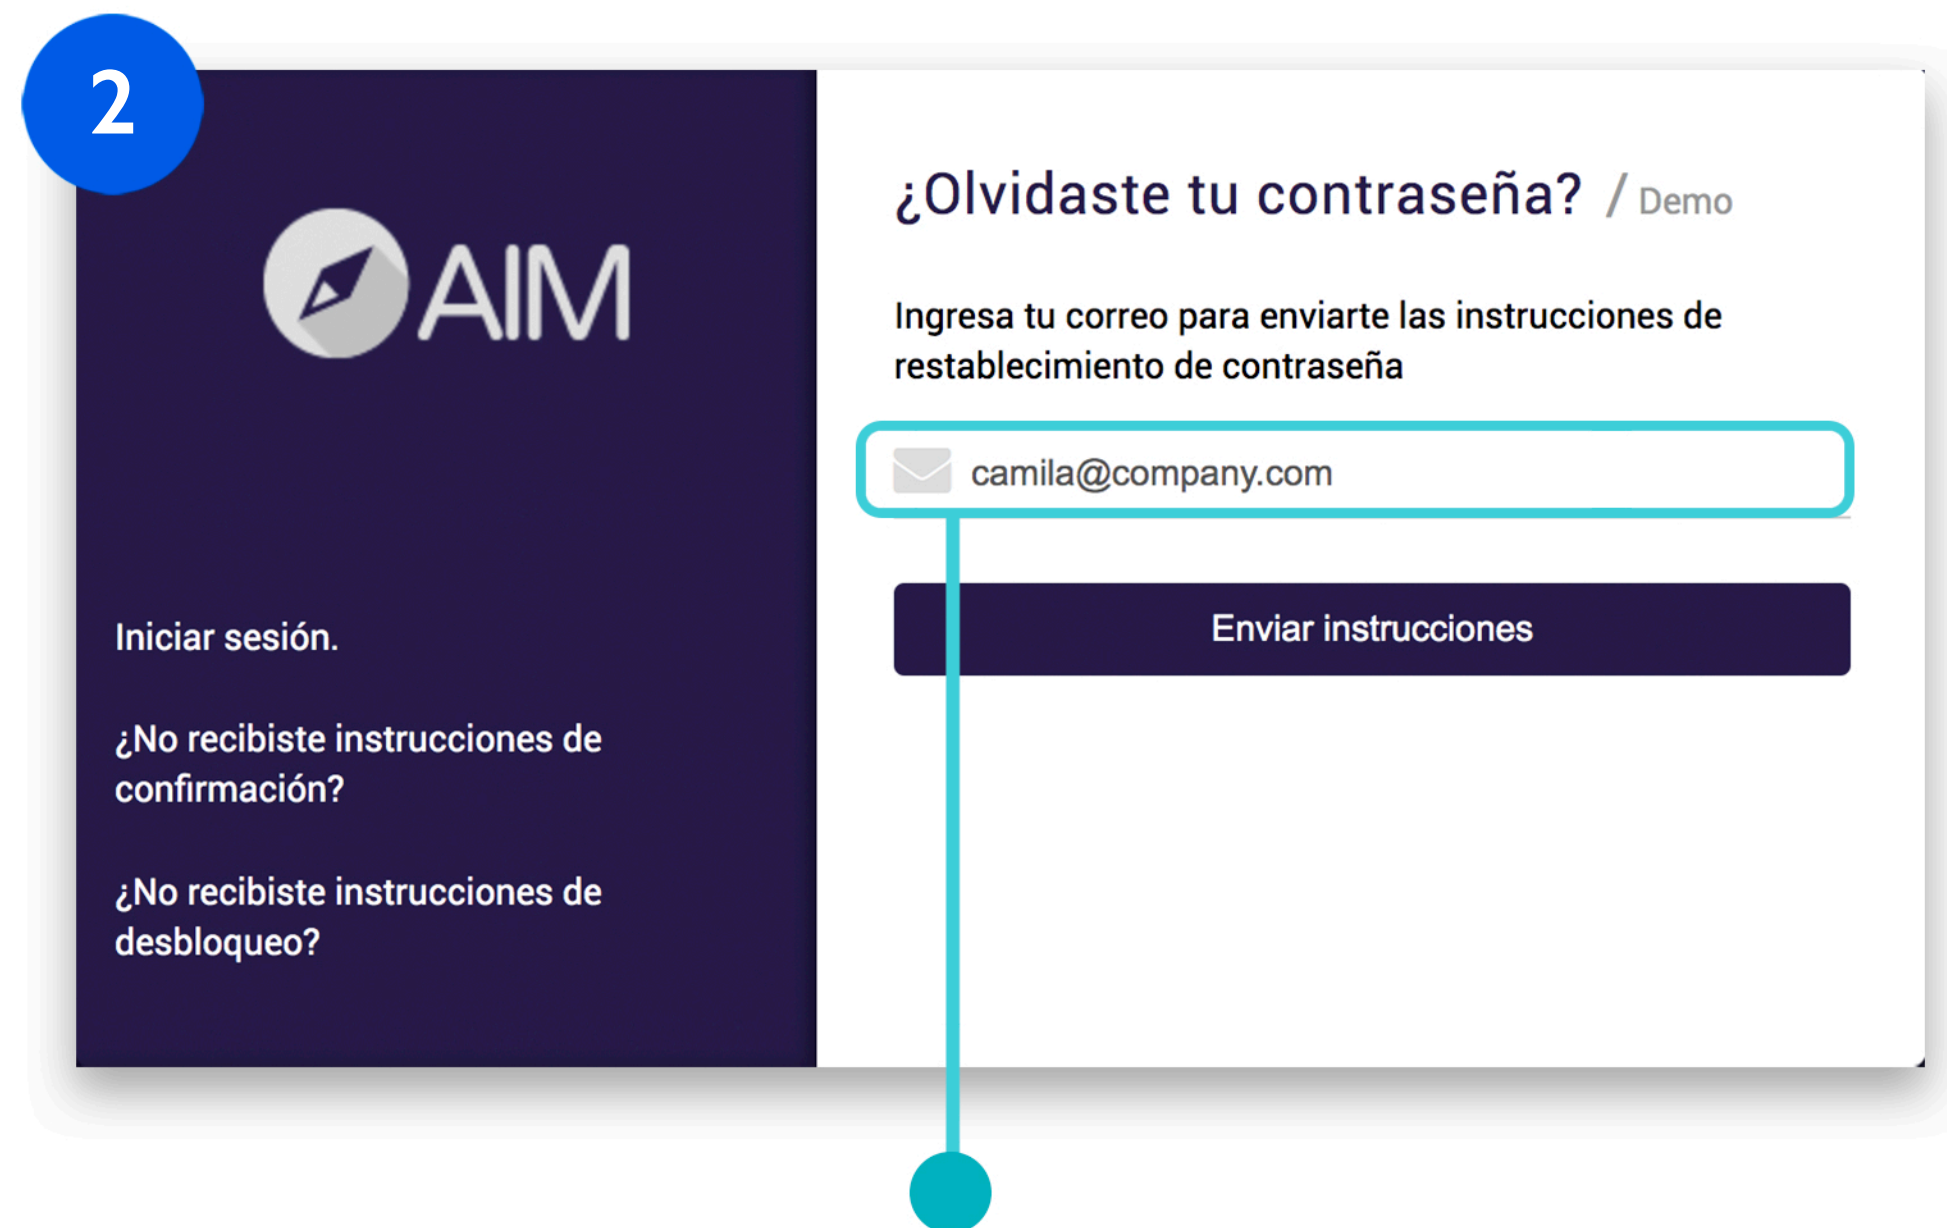 2
AIM
Iniciar sesión.
¿No recibiste instrucciones de
confirmación?
¿No recibiste instrucciones de
desbloqueo?
¿Olvidaste tu contraseña? / Demo
Ingresa tu correo para enviarte las instrucciones de
restablecimiento de contraseña
camila@company.com
Enviar instrucciones